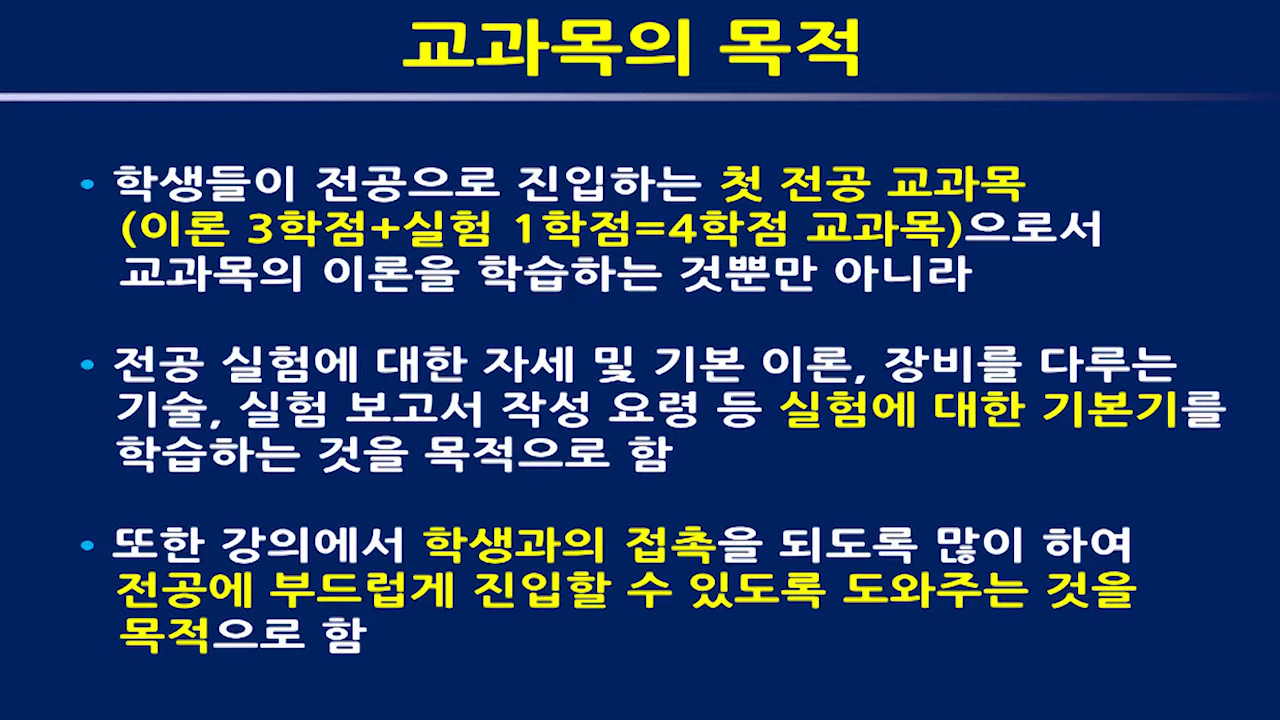 교과목의 목적
• 학생들이 전공으로 진입하는 첫 전공 교과목
(이론 3학점+실험 1학점=4학점 교과목)으로서
교과목의 이론을 학습하는 것뿐만 아니라
• 전공 실험에 대한 자세 및 기본 이론, 장비를 다루는
기술, 실험 보고서 작성 요령 등 실험에 대한 기본기를
학습하는 것을 목적으로 함
• 또한 강의에서 학생과의 접촉을 되도록 많이 하여
전공에 부드럽게 진입할 수 있도록 도와주는 것을
목적으로 함